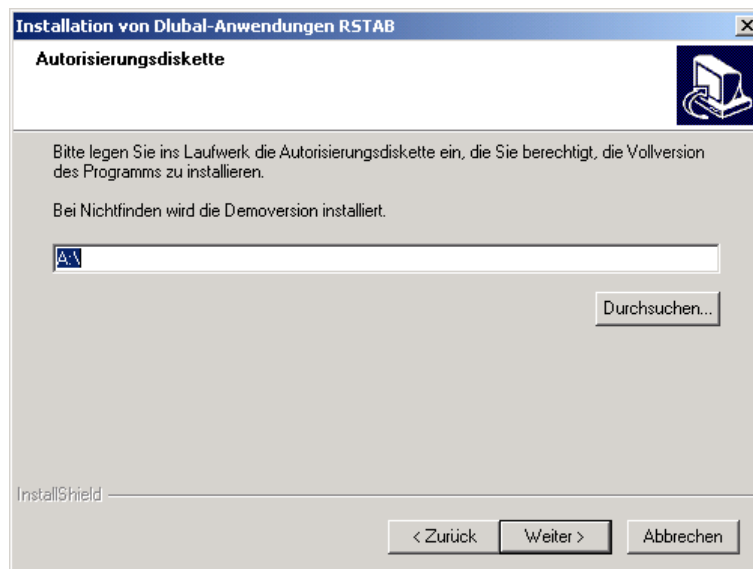 Installation von Dlubal-Anwendungen RSTAB
Autorisierungsdiskette
Bitte legen Sie ins Laufwerk die Autorisierungsdiskette ein, die Sie berechtigt, die Vollversion
des Programms zu installieren.
Bei Nichtfinden wird die Demoversion installiert.
A:\
Durchsuchen...
InstallShield
< Zurück
Weiter >
Abbrechen